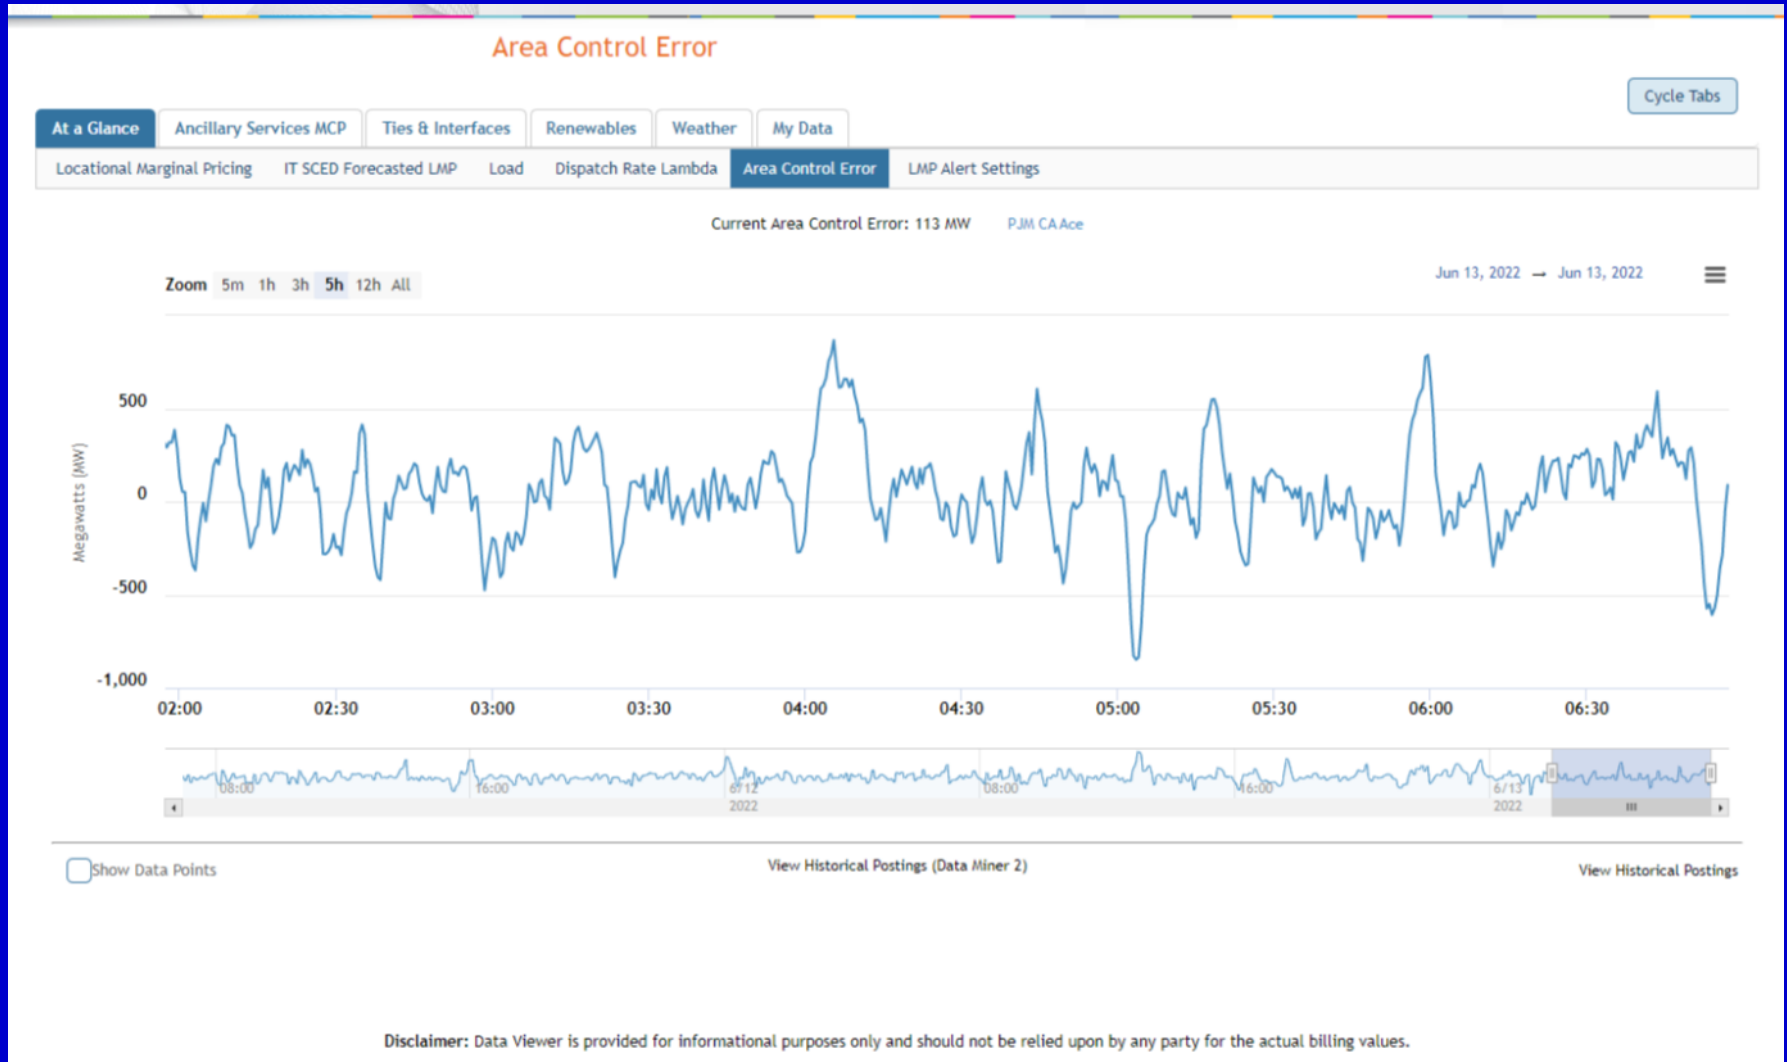 Area Control Error
Cycle Tabs
At a Glance Ancillary Services MCP Ties & Interfaces Renewables Weather My Data
Locational Marginal Pricing IT SCED Forecasted LMP Load Dispatch Rate Lambda Area Control Error LMP Alert Settings
Current Area Control Error: 113 MW PJM CA Ace
Zoom 5m 1h 3h 5h 12h All
Jun 13, 2022 → Jun 13, 2022
Megawatts (MW)
500
0
-500
-1,000
02:00 02:30 03:00 03:30 04:00 04:30 05:00 05:30 06:00 06:30
08:00 16:00 6/12 08:00 16:00 6/13
2022 2022
Show Data Points View Historical Postings (Data Miner 2) View Historical Postings
Disclaimer: Data Viewer is provided for informational purposes only and should not be relied upon by any party for the actual billing values.